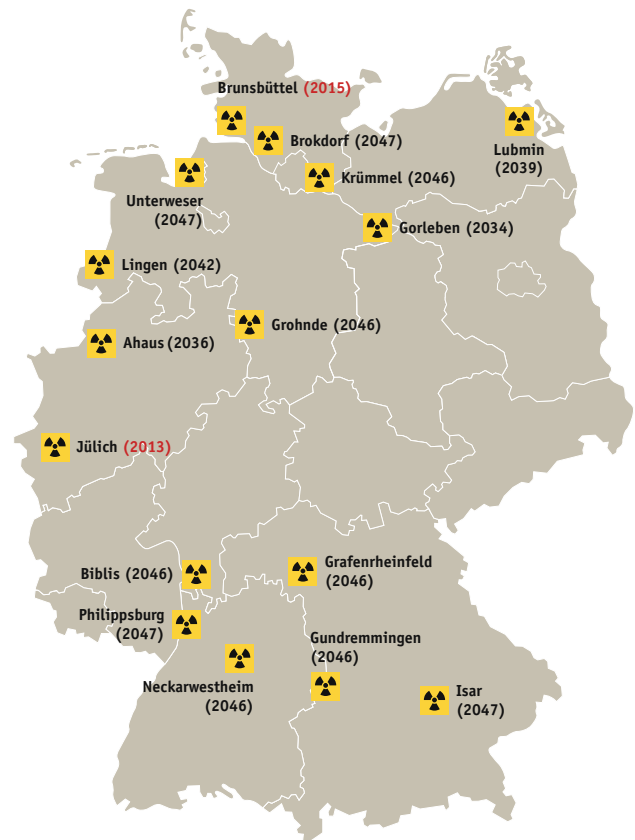 Brunsbüttel (2015)
Brokdorf (2047)
Lubmin
(2039)
Krümmel (2046)
Unterweser
(2047)
Gorleben (2034)
Lingen (2042)
Grohnde (2046)
Ahaus (2036)
Jülich (2013)
Biblis (2046)
Grafenrheinfeld
(2046)
Philippsburg
(2047)
Gundremmingen
(2046)
Neckarwestheim
(2046)
Isar
(2047)